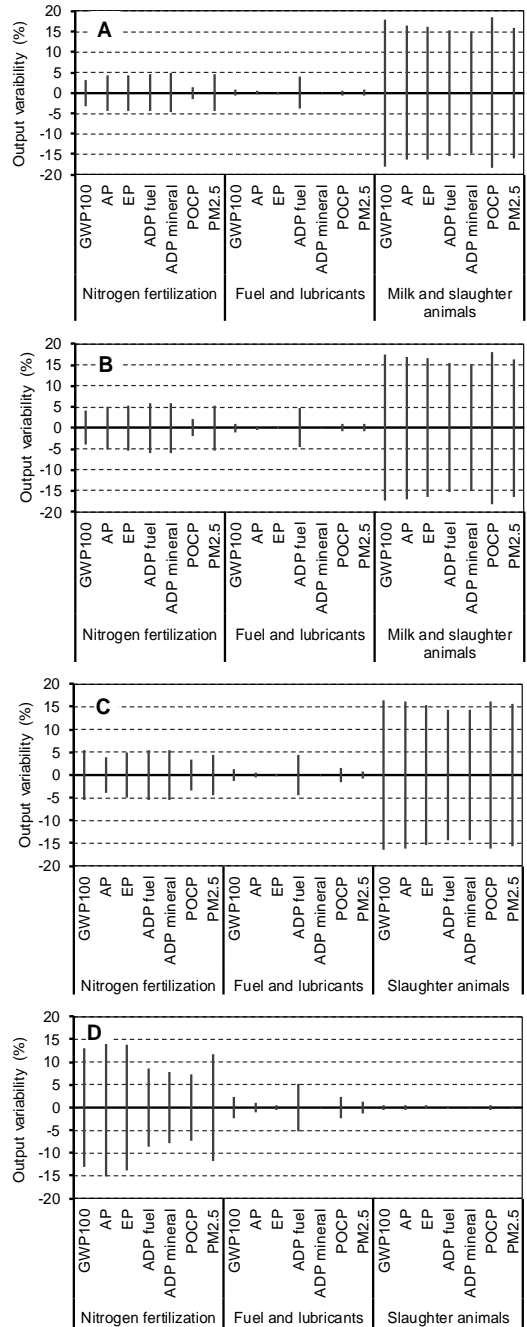 Output varaibility (%)
A
20
15
10
5
0
-5
-10
-15
-20
GWP100
AP
EP
ADP fuel
ADP mineral
POCP
PM2.5
GWP100
AP
EP
ADP fuel
ADP mineral
POCP
PM2.5
GWP100
AP
EP
ADP fuel
ADP mineral
POCP
PM2.5
Nitrogen fertilization
Fuel and lubricants
Milk and slaughter
animals
Output variability (%)
B
20
15
10
5
0
-5
-10
-15
-20
GWP100
AP
EP
ADP fuel
ADP mineral
POCP
PM2.5
GWP100
AP
EP
ADP fuel
ADP mineral
POCP
PM2.5
GWP100
AP
EP
ADP fuel
ADP mineral
POCP
PM2.5
Nitrogen fertilization
Fuel and lubricants
Milk and slaughter
animals
Output variability (%)
C
20
15
10
5
0
-5
-10
-15
-20
GWP100
AP
EP
ADP fuel
ADP mineral
POCP
PM2.5
GWP100
AP
EP
ADP fuel
ADP mineral
POCP
PM2.5
GWP100
AP
EP
ADP fuel
ADP mineral
POCP
PM2.5
Nitrogen fertilization
Fuel and lubricants
Slaughter animals
Output variability (%)
D
20
15
10
5
0
-5
-10
-15
-20
GWP100
AP
EP
ADP fuel
ADP mineral
POCP
PM2.5
GWP100
AP
EP
ADP fuel
ADP mineral
POCP
PM2.5
GWP100
AP
EP
ADP fuel
ADP mineral
POCP
PM2.5
Nitrogen fertilization
Fuel and lubricants
Slaughter animals